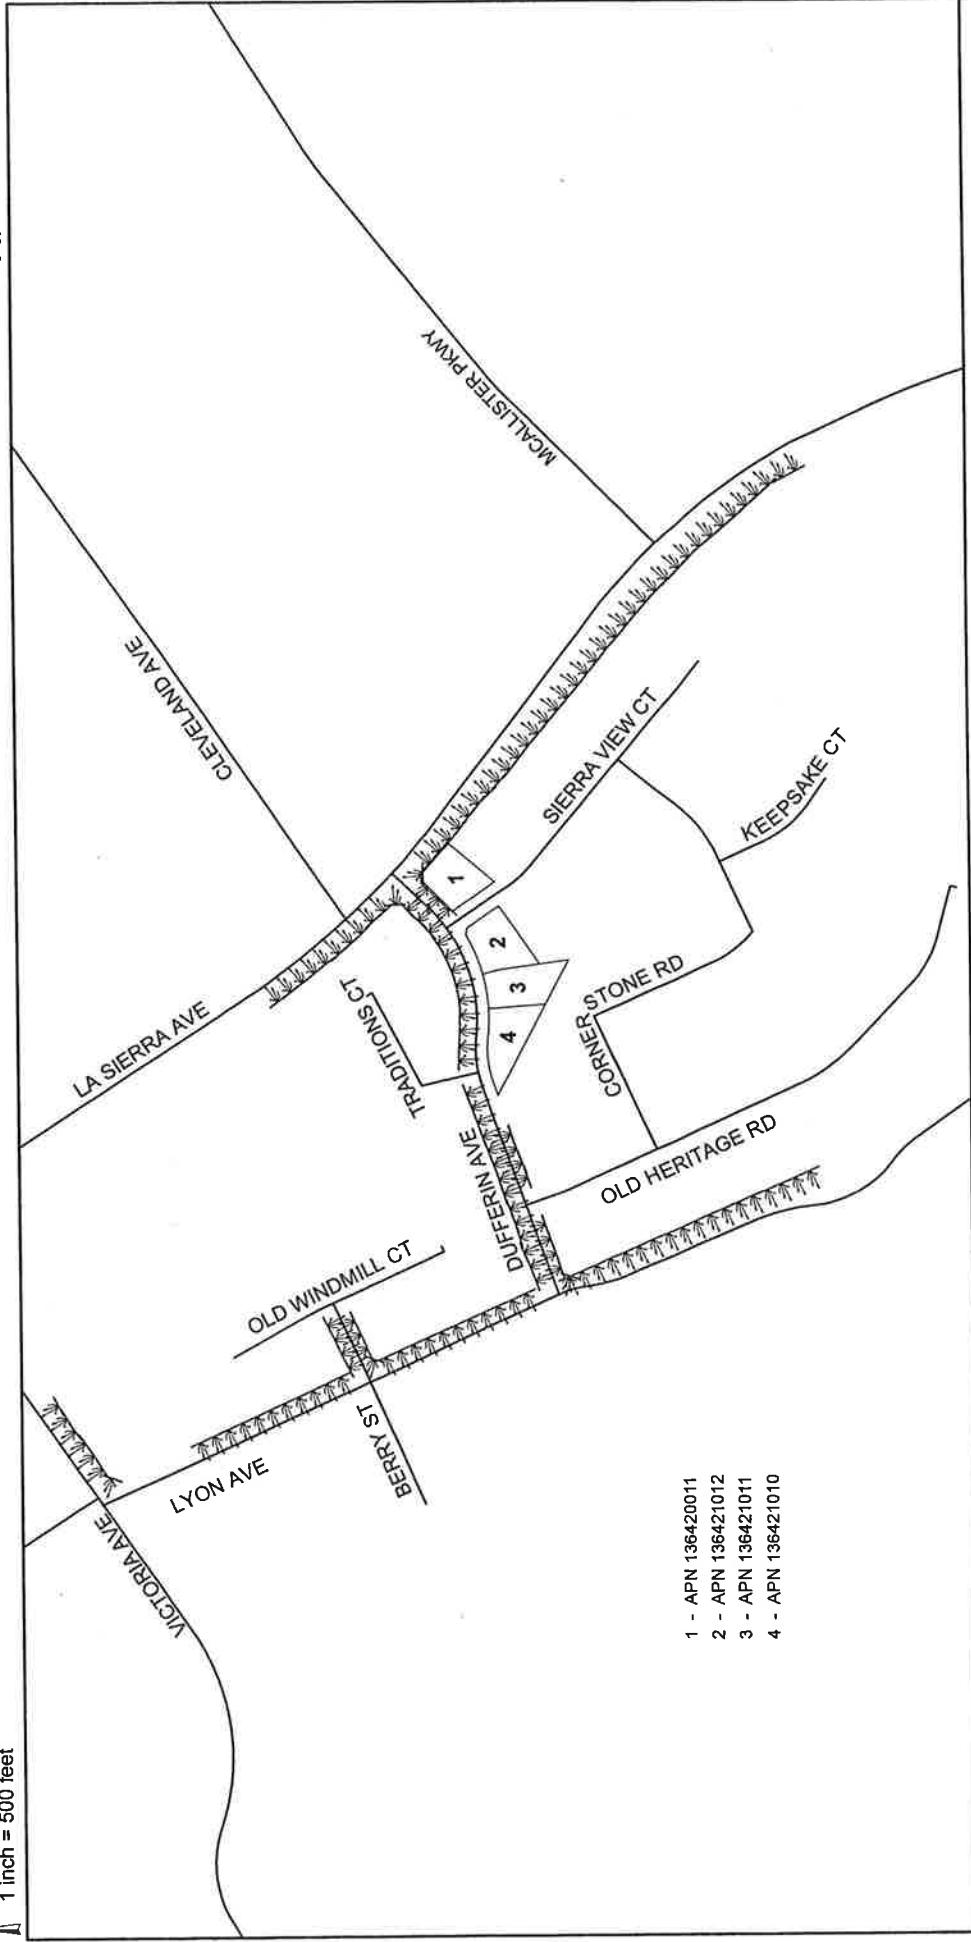 1 inch = 500 feet
VICTORIA AVE
LYON AVE
BERRY ST
OLD WINDMILL CT
DUFFERIN AVE
LA SIERRA AVE
TRADITIONS CT
CLEVELAND AVE
MCALLISTER PKWY
SIERRA VIEW CT
KEEPSAKE CT
CORNER STONE RD
OLD HERITAGE RD
1
2
3
4
1 - APN 136420011
2 - APN 136421012
3 - APN 136421011
4 - APN 136421010